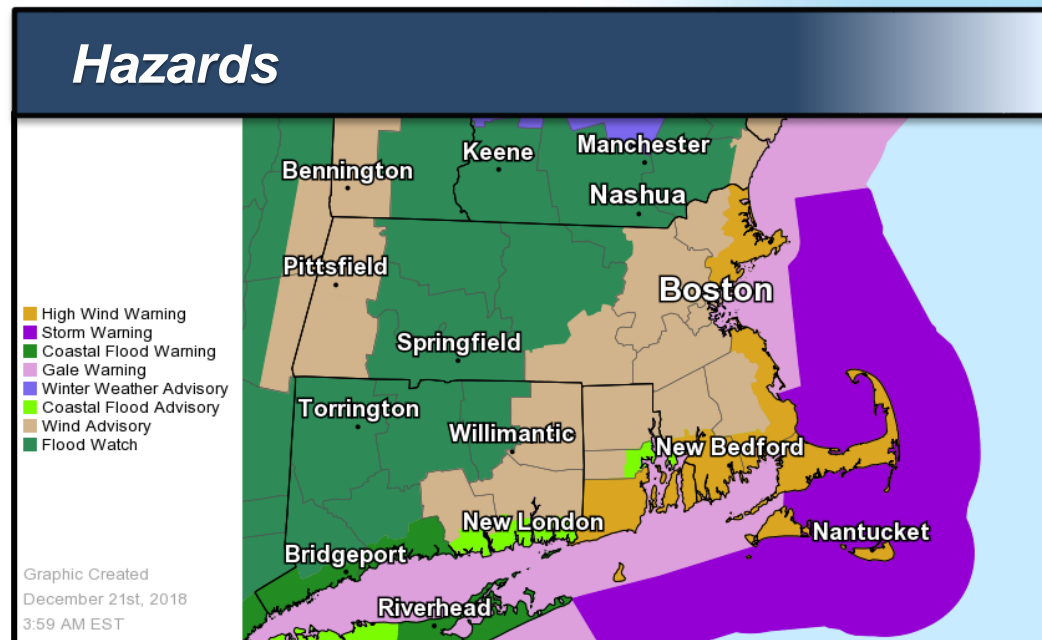 Hazards
Keene
Manchester
Bennington
Nashua
Pittsfield
Boston
High Wind Warning
Storm Warning
Coastal Flood Warning
Springfield
Gale Warning
Winter Weather Advisory
Coastal Flood Advisory
Torrington
Wind Advisory
Willimantic
Flood Watch
New Bedford
New London
Nantucket
Bridgeport
Graphic Created
December 21st, 2018
Riverhead
3:59 AM EST